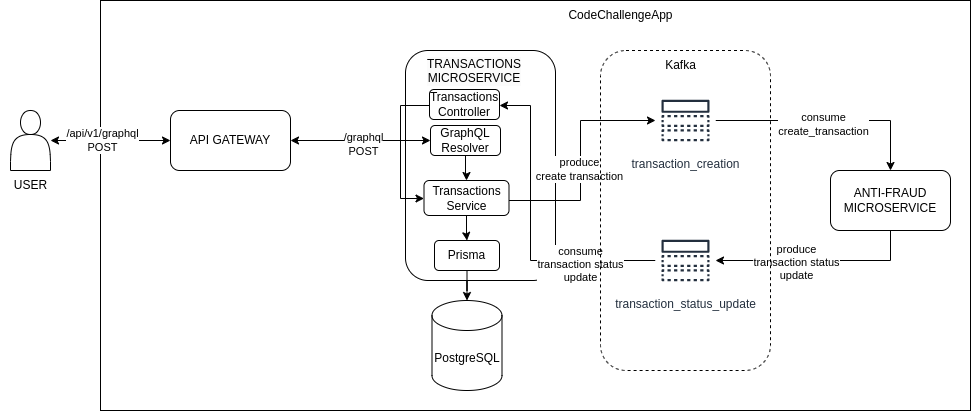 CodeChallengeApp
/api/v1/graphql
POST
USER
API GATEWAY
/graphql
POST
TRANSACTIONS
MICROSERVICE
Transactions
Controller
GraphQL
Resolver
Transactions
Service
Prisma
PostgreSQL
produce
create transaction
consume
transaction status
update
Kafka
transaction_creation
transaction_status_update
consume
create_transaction
ANTI-FRAUD
MICROSERVICE
produce
transaction status
update